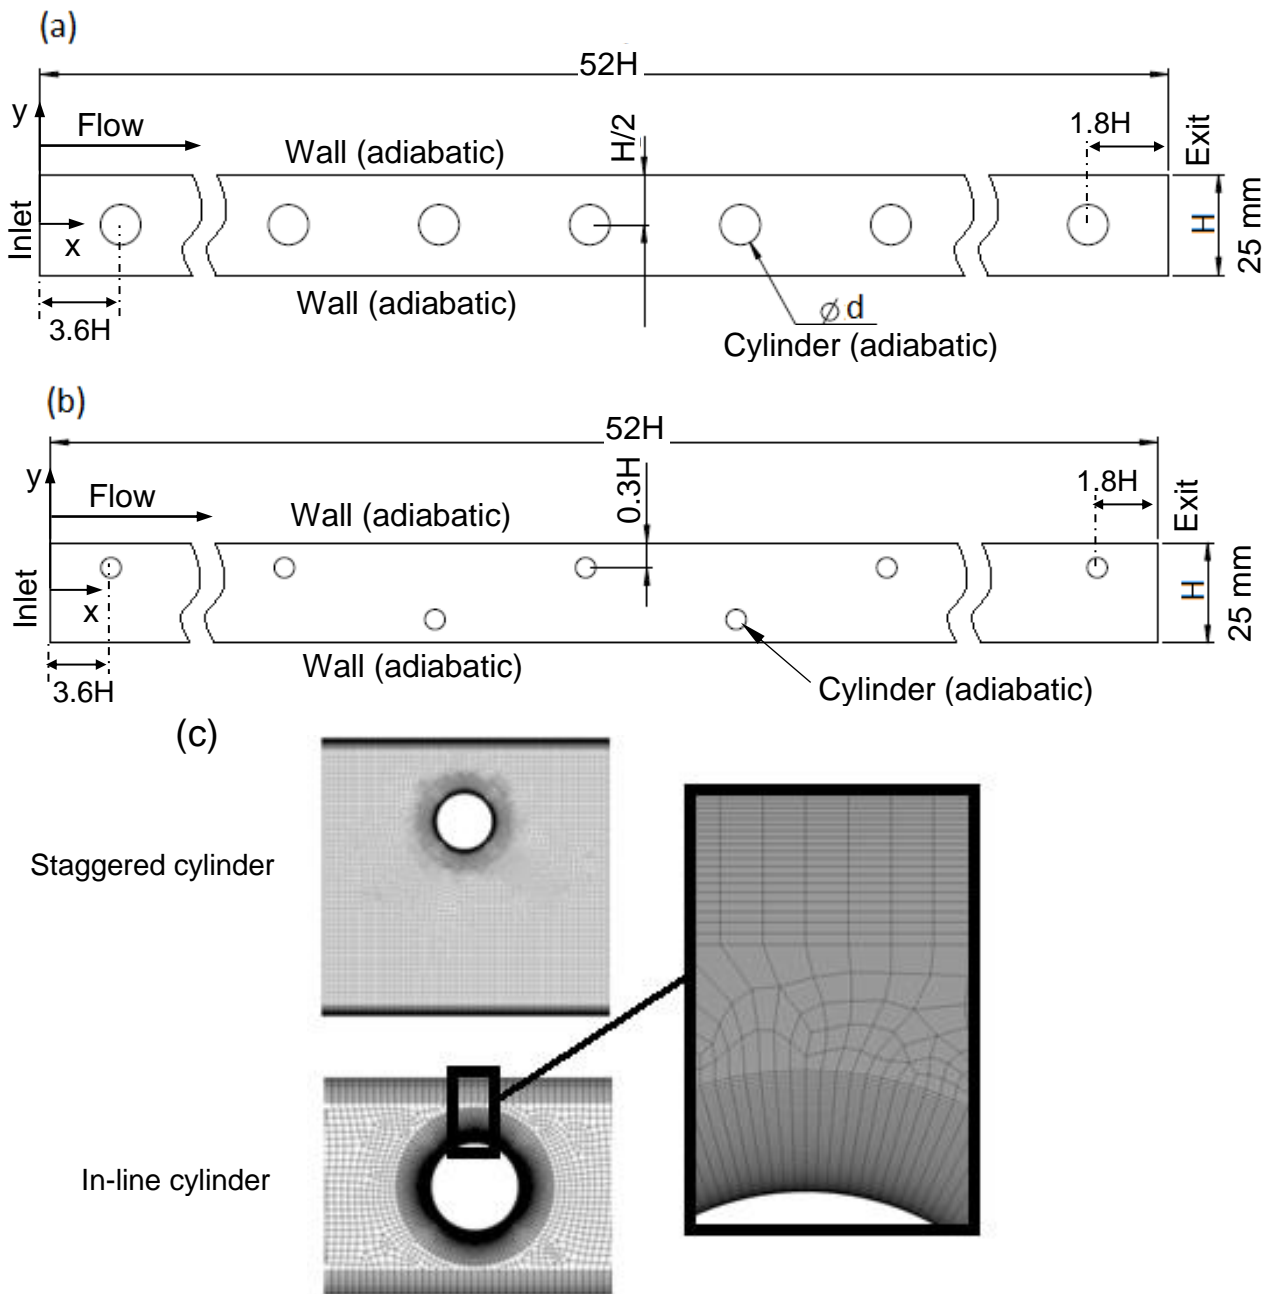 (a)
52H
y
Flow
Wall (adiabatic)
H/2
1.8H
Exit
Inlet
x
H
25 mm
3.6H
Wall (adiabatic)
⌀ d
Cylinder (adiabatic)
(b)
52H
y
Flow
Wall (adiabatic)
0.3H
1.8H
Exit
Inlet
x
H
25 mm
3.6H
Wall (adiabatic)
Cylinder (adiabatic)
(c)
Staggered cylinder
In-line cylinder